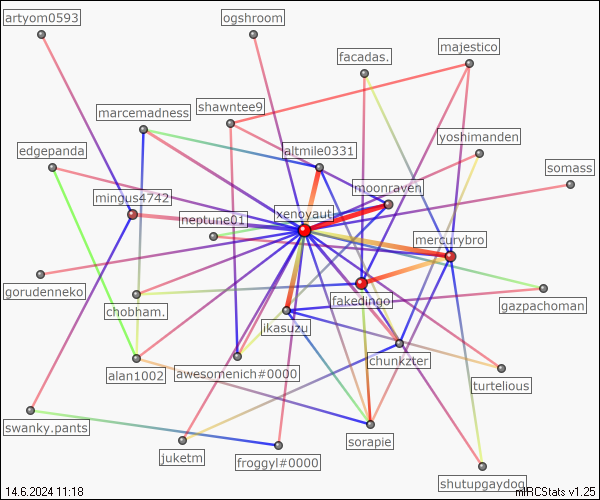 artyom0593
ogshroom
facadas.
majestico
marcemadness
shawntee9
yoshimanden
edgepanda
altmile0331
somass
mingus4742
moonraven
neptune01
xenoyaut
mercurybro
gorudenneko
chobham.
fakedingo
gazpachoman
ikasuzu
alan1002
awesomenich#0000
chunkzter
turtelious
swanky.pants
sorapie
juketm
froggyl#0000
shutupgaydog
14.6.2024 11:18
mIRCStats v1.25